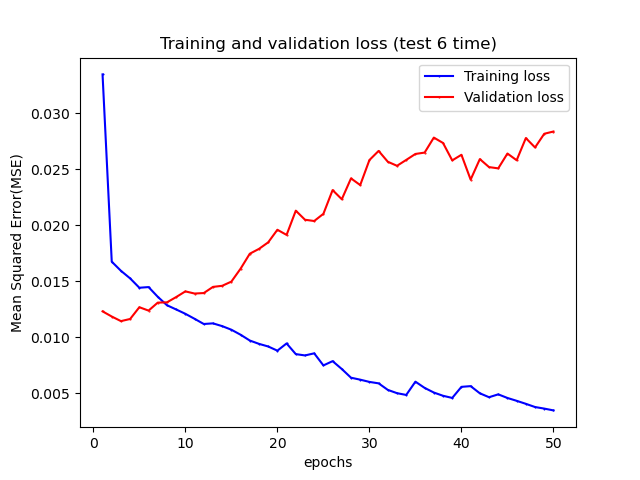 Training and validation loss (test 6 time)
Training loss
Validation loss
Mean Squared Error(MSE)
0.030
0.025
0.020
0.015
0.010
0.005
0 10 20 30 40 50
epochs